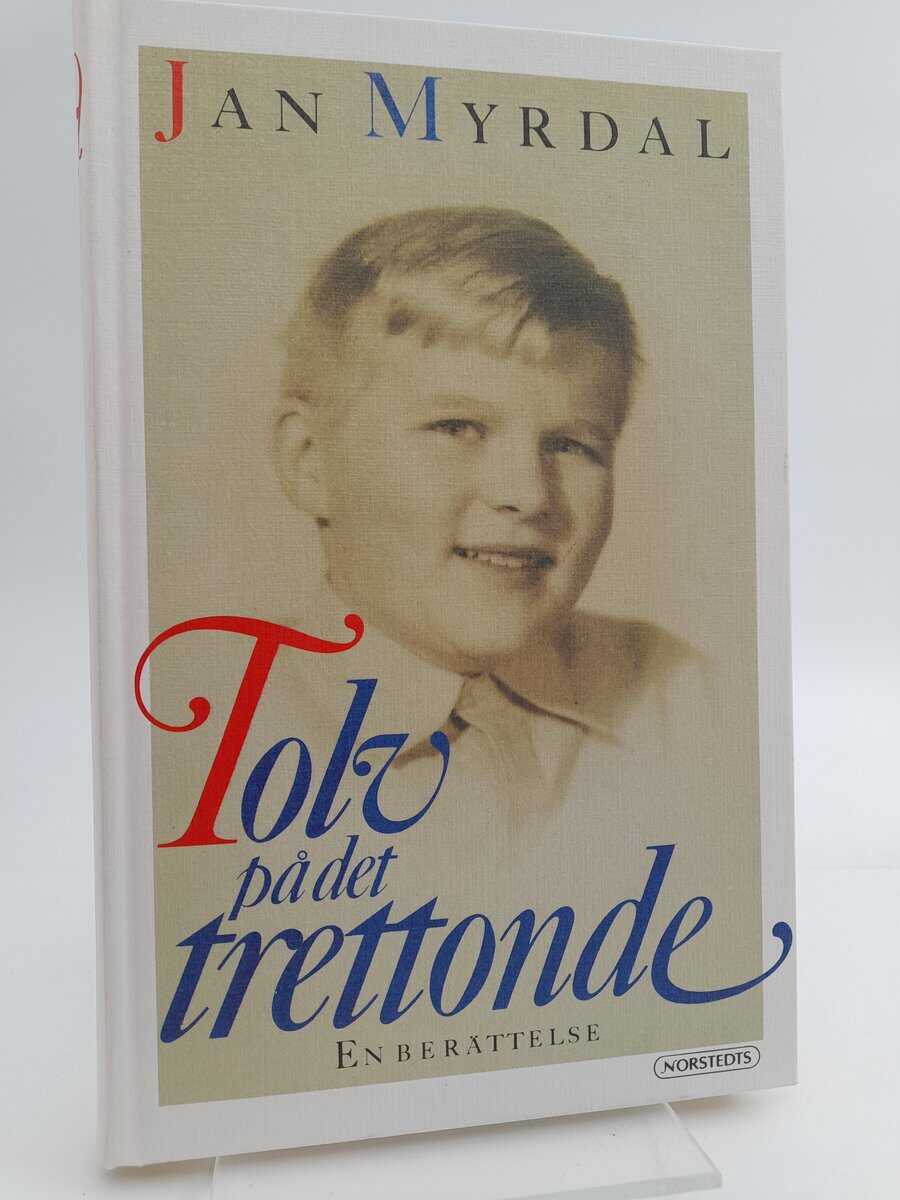 JAN MYRDAL
Tolv
på det
trettonde
EN BERÄTTELSE
NORSTEDTS